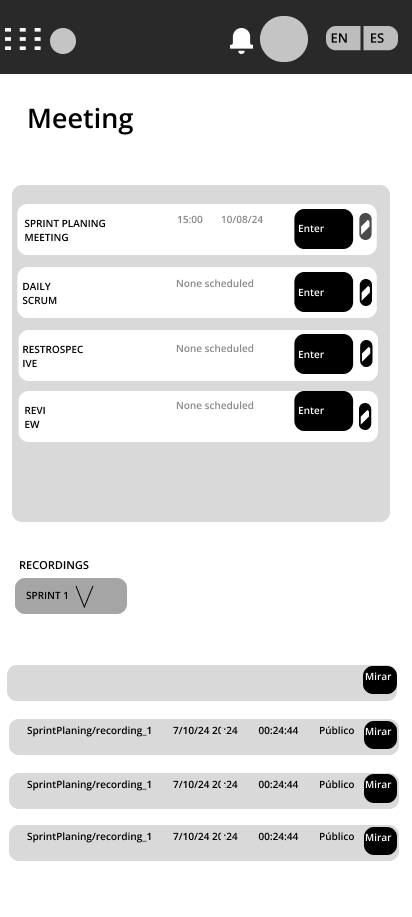 EN ES
Meeting
SPRINT PLANING
MEETING
15:00 10/08/24
Enter
DAILY
SCRUM
None scheduled
Enter
RESTROSPEC
IVE
None scheduled
Enter
REVI
EW
None scheduled
Enter
RECORDINGS
SPRINT 1
Mirar
SprintPlaning/recording_1 7/10/24 :24 00:24:44 Público Mirar
SprintPlaning/recording_1 7/10/24 :24 00:24:44 Público Mirar
SprintPlaning/recording_1 7/10/24 :24 00:24:44 Público Mirar